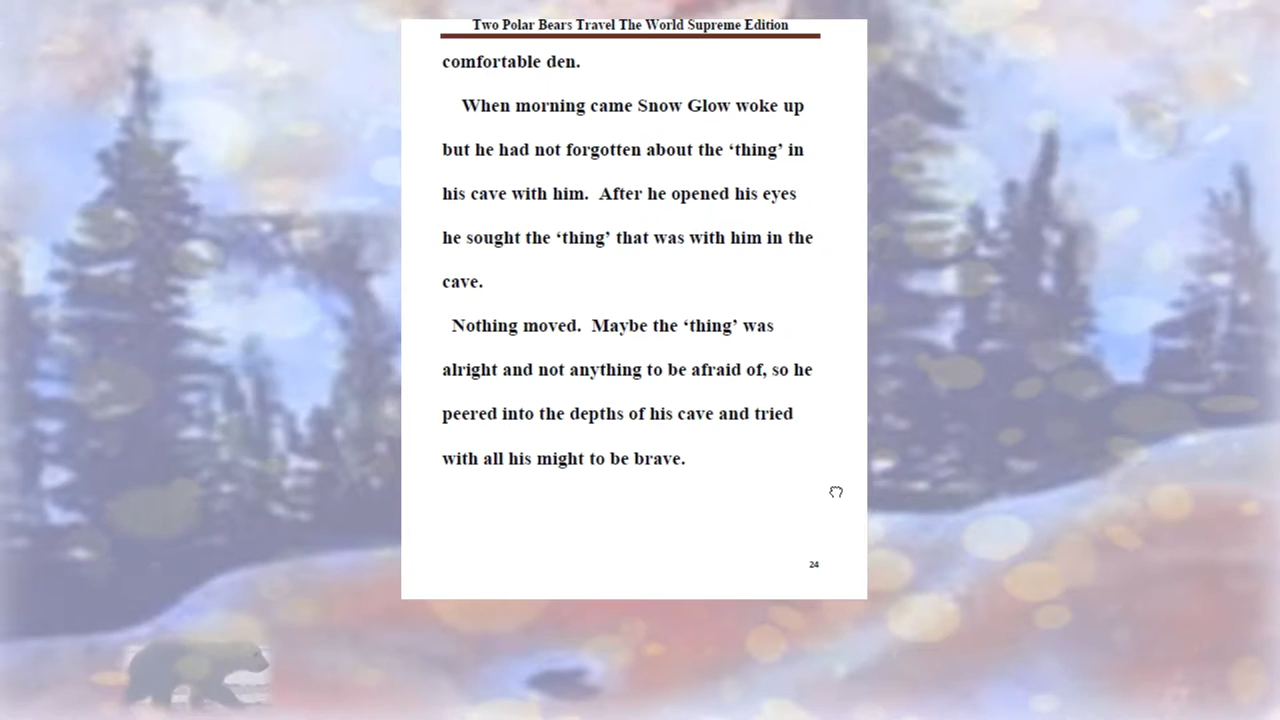 Two Polar Bears Travel The World Supreme Edition
comfortable den.
When morning came Snow Glow woke up
but he had not forgotten about the ‘thing’ in
his cave with him.  After he opened his eyes
he sought the ‘thing’ that was with him in the
cave.
Nothing moved.  Maybe the ‘thing’ was
alright and not anything to be afraid of, so he
peered into the depths of his cave and tried
with all his might to be brave.
24